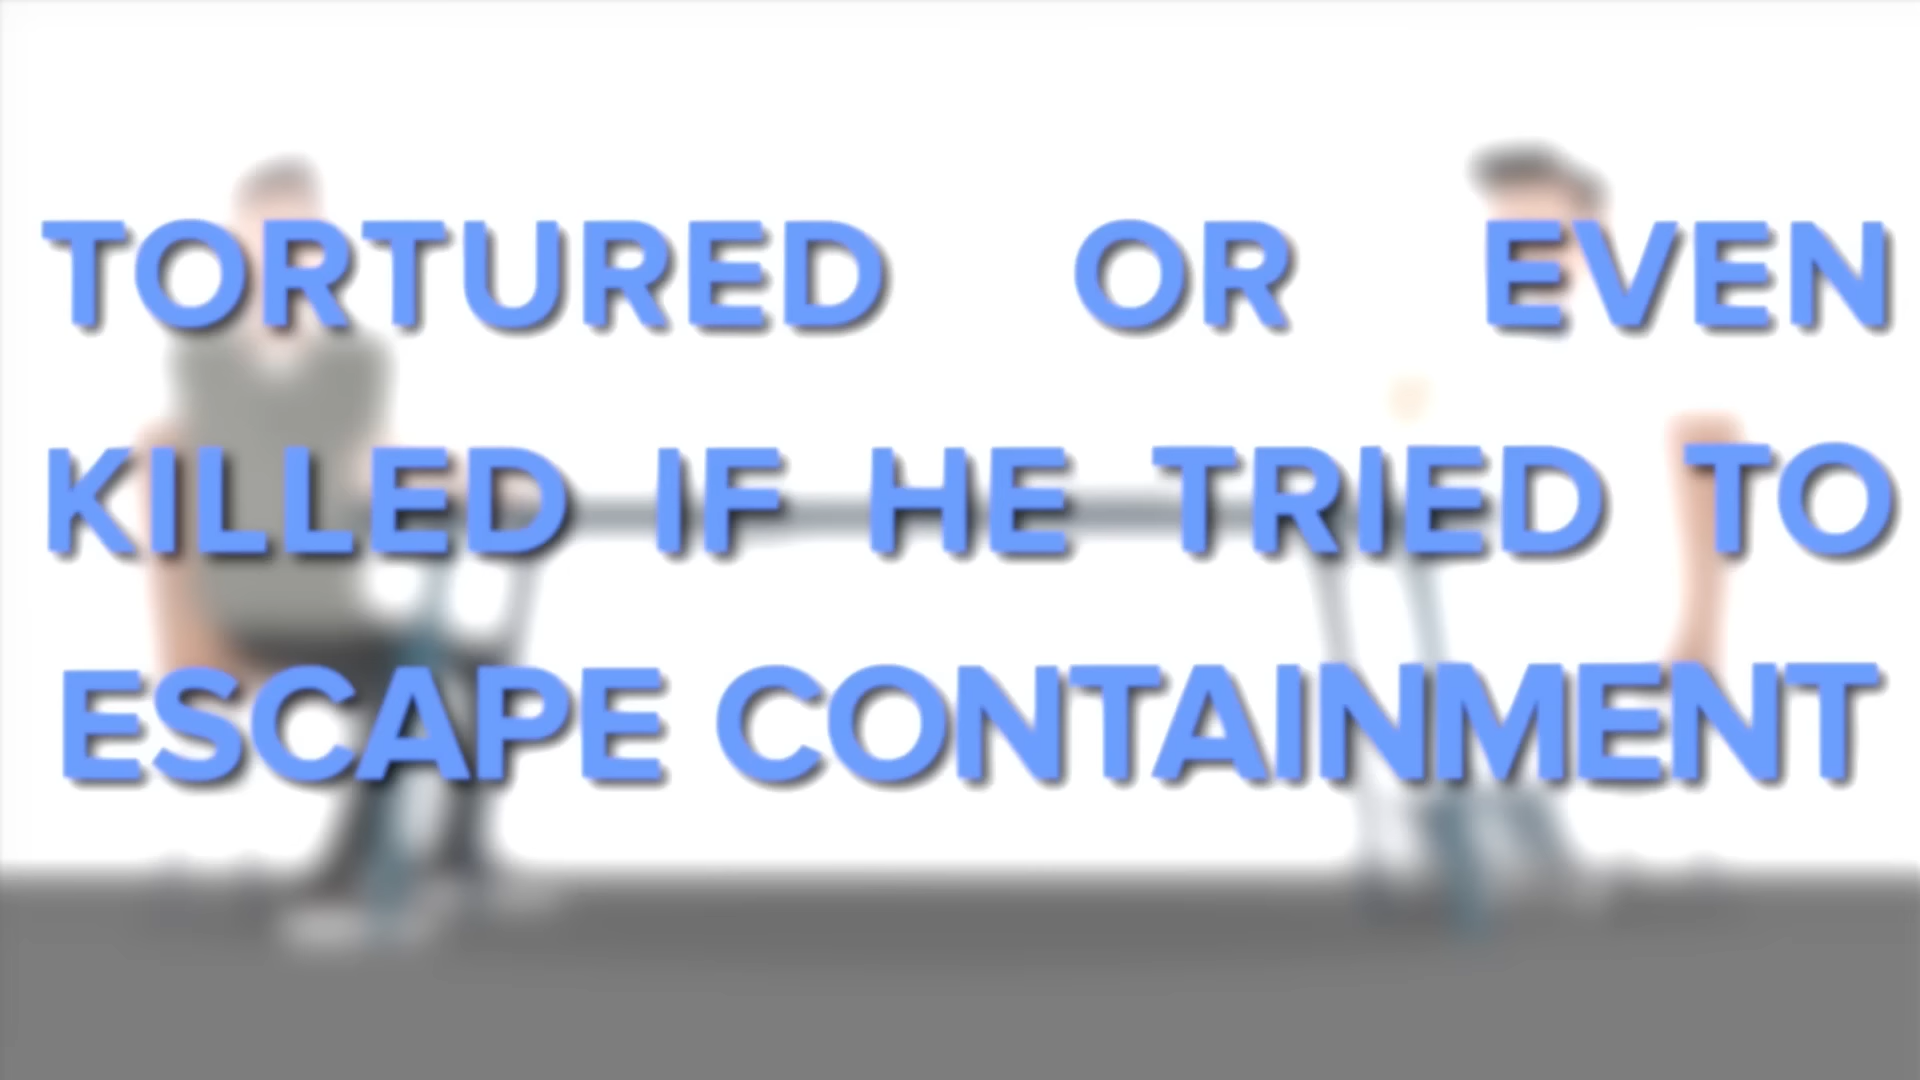 TORTURED OR EVEN
KILLED IF HE TRIED TO
ESCAPE CONTAINMENT